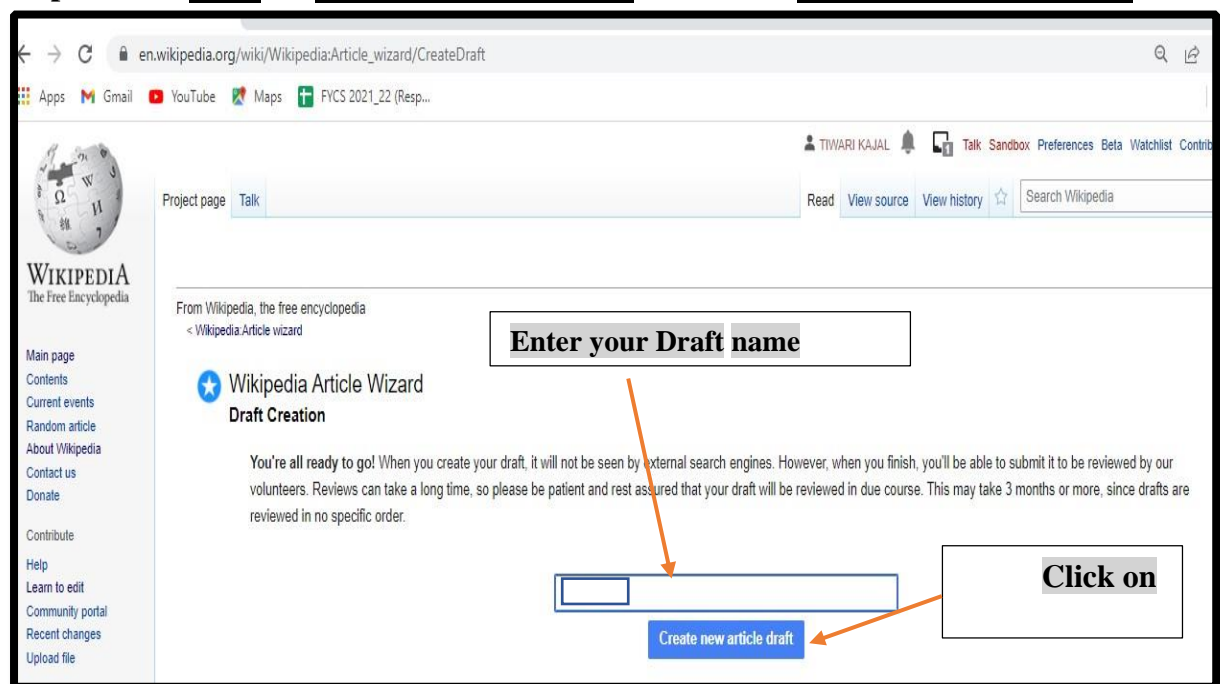 en.wikipedia.org/wiki/Wikipedia:Article_wizard/CreateDraft
Apps Gmail YouTube Maps FYCS 2021_22 (Resp...
TIWARI KAJAL 1 Talk Sandbox Preferences Beta Watchlist Contrib
Project page Talk Read View source View history Search Wikipedia
WIKIPEDIA
The Free Encyclopedia
From Wikipedia, the free encyclopedia
< Wikipedia:Article wizard
Enter your Draft name
Main page
Contents
Current events
Random article
About Wikipedia
Contact us
Donate
Contribute
Help
Learn to edit
Community portal
Recent changes
Upload file
Wikipedia Article Wizard
Draft Creation
You're all ready to go! When you create your draft, it will not be seen by external search engines. However, when you finish, you'll be able to submit it to be reviewed by our
volunteers. Reviews can take a long time, so please be patient and rest assured that your draft will be reviewed in due course. This may take 3 months or more, since drafts are
reviewed in no specific order.
Click on
Create new article draft